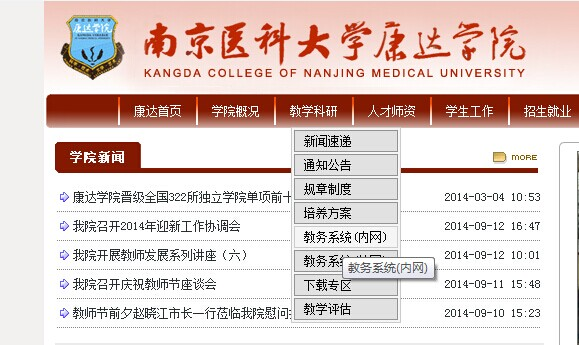 南京医科大学康达学院
KANGDA COLLEGE OF NANJING MEDICAL UNIVERSITY
康达首页 学院概况 教学科研 人才师资 学生工作 招生就业
新闻速递
通知公告
规章制度
培养方案
教务系统(内网)
教务系统
教务系统(内网)
下载专区
教学评估
学院新闻 MORE
康达学院晋级全国322所独立学院单项前十 2014-03-04 10:53
我院召开2014年迎新工作协调会 2014-09-12 16:47
我院开展教师发展系列讲座（六） 2014-09-12 10:01
我院召开庆祝教师节座谈会 2014-09-11 15:48
教师节前夕赵晓江市长一行莅临我院慰问 2014-09-10 15:23